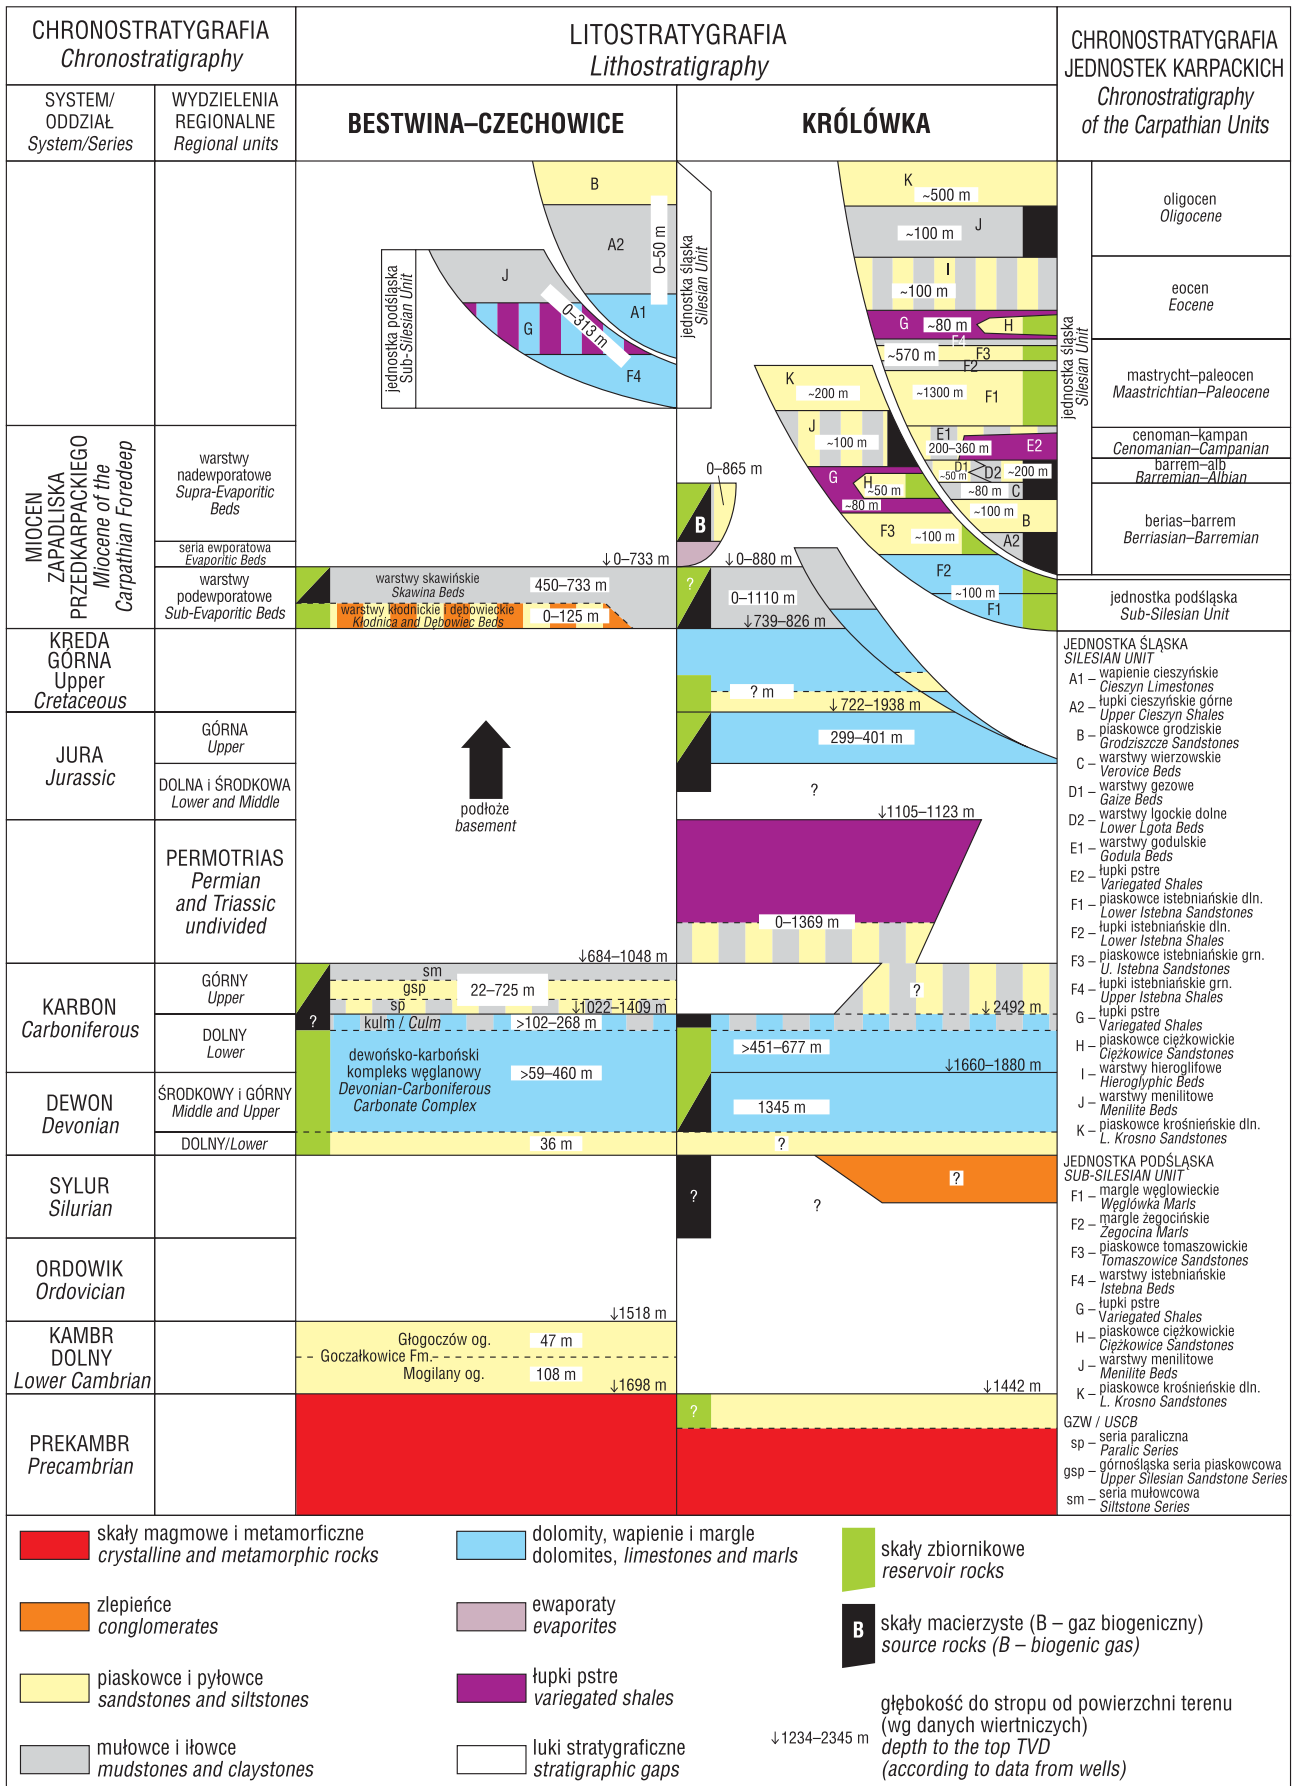 CHRONOSTRATYGRAFIA
Chronostratigraphy
LITOSTRATYGRAFIA
Lithostratigraphy
CHRONOSTRATYGRAFIA
JEDNOSTEK KARPACKICH
Chronostratigraphy
of the Carpathian Units
SYSTEM/
ODDZIAŁ
System/Series
WYDZIELENIA
REGIONALNE
Regional units
BESTWINA–CZECHOWICE
KRÓLÓWKA
MIOCEN
ZAPADLISKA
PRZEDKARPACKIEGO
Miocene of the
Carpathian Foredeep
warstwy
nadewporatowe
Supra-Evaporitic
Beds
seria ewporatowa
Evaporitic Beds
warstwy
podewporatowe
Sub-Evaporitic Beds
KREDA
GÓRNA
Upper
Cretaceous
JURA
Jurassic
GÓRNA
Upper
DOLNA i ŚRODKOWA
Lower and Middle
PERMOTRIAS
Permian
and Triassic
undivided
KARBON
Carboniferous
GÓRNY
Upper
DOLNY
Lower
DEWON
Devonian
ŚRODKOWY i GÓRNY
Middle and Upper
DOLNY/Lower
SYLUR
Silurian
ORDOWIK
Ordovician
KAMBR
DOLNY
Lower Cambrian
PREKAMBR
Precambrian
B
A2
A1
0–50 m
jednostka śląska
Silesian Unit
jednostka podśląska
Sub-Silesian Unit
J
G
F4
0–313 m
↓0–733 m
warstwy skawińskie
Skawina Beds
450–733 m
warstwy kłodnickie i dębowieckie
Kłodnica and Dębowiec Beds
0–125 m
podłoże
basement
↓684–1048 m
sm
gsp
sp
22–725 m
↓1022–1409 m
?
kulm / Culm
>102–268 m
dewońsko-karboński
kompleks węglanowy
Devonian-Carboniferous
Carbonate Complex
>59–460 m
36 m
↓1518 m
Głogoczów og.
47 m
Goczałkowice Fm.
Mogilany og.
108 m
↓1698 m
K
~500 m
J
~100 m
I
~100 m
G
~80 m
H
F4
~570 m
F3
F2
~1300 m
F1
E1
200–360 m
E2
D1
~50 m
D2
~200 m
~80 m
C
~100 m
B
A2
K
~200 m
J
~100 m
G
H
~50 m
~80 m
F3
~100 m
F2
~100 m
F1
0–865 m
B
↓0–880 m
?
0–1110 m
↓739–826 m
? m
↓722–1938 m
299–401 m
?
↓1105–1123 m
0–1369 m
?
↓2492 m
>451–677 m
↓1660–1880 m
1345 m
?
?
?
?
↓1442 m
?
jednostka śląska
Silesian Unit
oligocen
Oligocene
eocen
Eocene
mastrycht–paleocen
Maastrichtian–Paleocene
cenoman–kampan
Cenomanian–Campanian
barrem–alb
Barremian–Albian
berias–barrem
Berriasian–Barremian
jednostka podśląska
Sub-Silesian Unit
JEDNOSTKA ŚLĄSKA
SILESIAN UNIT
A1 – wapienie cieszyńskie
Cieszyn Limestones
A2 – łupki cieszyńskie górne
Upper Cieszyn Shales
B – piaskowce grodziskie
Grodziszcze Sandstones
C – warstwy wierzowskie
Verovice Beds
D1 – warstwy gezowe
Gaize Beds
D2 – warstwy lgockie dolne
Lower Lgota Beds
E1 – warstwy godulskie
Godula Beds
E2 – łupki pstre
Variegated Shales
F1 – piaskowce istebniańskie dln.
Lower Istebna Sandstones
F2 – łupki istebniańskie dln.
Lower Istebna Shales
F3 – piaskowce istebniańskie grn.
U. Istebna Sandstones
F4 – łupki istebniańskie grn.
Upper Istebna Shales
G – łupki pstre
Variegated Shales
H – piaskowce ciężkowickie
Ciężkowice Sandstones
I – warstwy hieroglifowe
Hieroglyphic Beds
J – warstwy menilitowe
Menilite Beds
K – piaskowce krośnieńskie dln.
L. Krosno Sandstones
JEDNOSTKA PODŚLĄSKA
SUB-SILESIAN UNIT
F1 – margle węglowieckie
Węglówka Marls
F2 – margle żegocińskie
Żegocina Marls
F3 – piaskowce tomaszowickie
Tomaszowice Sandstones
F4 – warstwy istebniańskie
Istebna Beds
G – łupki pstre
Variegated Shales
H – piaskowce ciężkowickie
Ciężkowice Sandstones
J – warstwy menilitowe
Menilite Beds
K – piaskowce krośnieńskie dln.
L. Krosno Sandstones
GZW / USCB
sp – seria paraliczna
Paralic Series
gsp – górnośląska seria piaskowcowa
Upper Silesian Sandstone Series
sm – seria mułowcowa
Siltstone Series
skały magmowe i metamorficzne
crystalline and metamorphic rocks
zlepieńce
conglomerates
piaskowce i pyłowce
sandstones and siltstones
mułowce i iłowce
mudstones and claystones
dolomity, wapienie i margle
dolomites, limestones and marls
ewaporaty
evaporites
łupki pstre
variegated shales
luki stratygraficzne
stratigraphic gaps
skały zbiornikowe
reservoir rocks
B
skały macierzyste (B – gaz biogeniczny)
source rocks (B – biogenic gas)
↓1234–2345 m
głębokość do stropu od powierzchni terenu
(wg danych wiertniczych)
depth to the top TVD
(according to data from wells)